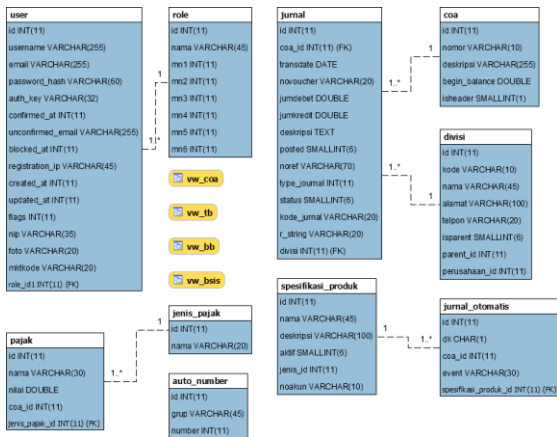 user
id INT(11)
username VARCHAR(255)
email VARCHAR(255)
password_hash VARCHAR(60)
auth_key VARCHAR(32)
confirmed_at INT(11)
unconfirmed_email VARCHAR(255)
blocked_at INT(11)
registration_ip VARCHAR(45)
created_at INT(11)
updated_at INT(11)
flags INT(11)
nip VARCHAR(35)
foto VARCHAR(20)
mktkode VARCHAR(20)
role_id1 INT(11) (FK)
1
1..*
role
id INT(11)
nama VARCHAR(45)
mn1 INT(11)
mn2 INT(11)
mn3 INT(11)
mn4 INT(11)
mn5 INT(11)
mn6 INT(11)
vw_coa
vw_tb
vw_bb
vw_bsis
jurnal
id INT(11)
coa_id INT(11) (FK)
transdate DATE
novoucher VARCHAR(20)
jumdebet DOUBLE
jumkredit DOUBLE
deskripsi TEXT
posted SMALLINT(6)
noref VARCHAR(70)
type_journal INT(11)
status SMALLINT(6)
kode_jurnal VARCHAR(20)
r_string VARCHAR(20)
divisi INT(11) (FK)
1
1..*
1..*
1
coa
id INT(11)
nomor VARCHAR(10)
deskripsi VARCHAR(255)
begin_balance DOUBLE
isheader SMALLINT(1)
divisi
id INT(11)
kode VARCHAR(10)
nama VARCHAR(45)
alamat VARCHAR(100)
telpon VARCHAR(20)
isparent SMALLINT(6)
parent_id INT(11)
perusahaan_id INT(11)
pajak
id INT(11)
nama VARCHAR(30)
nilai DOUBLE
coa_id INT(11)
jenis_pajak_id INT(11) (FK)
1
1..*
jenis_pajak
id INT(11)
nama VARCHAR(20)
auto_number
id INT(11)
grup VARCHAR(45)
number INT(11)
spesifikasi_produk
id INT(11)
nama VARCHAR(45)
deskripsi VARCHAR(100)
aktif SMALLINT(6)
jenis_id INT(11)
noakun VARCHAR(10)
1
1..*
jurnal_otomatis
id INT(11)
dk CHAR(1)
coa_id INT(11)
event VARCHAR(30)
spesifikasi_produk_id INT(11) (FK)